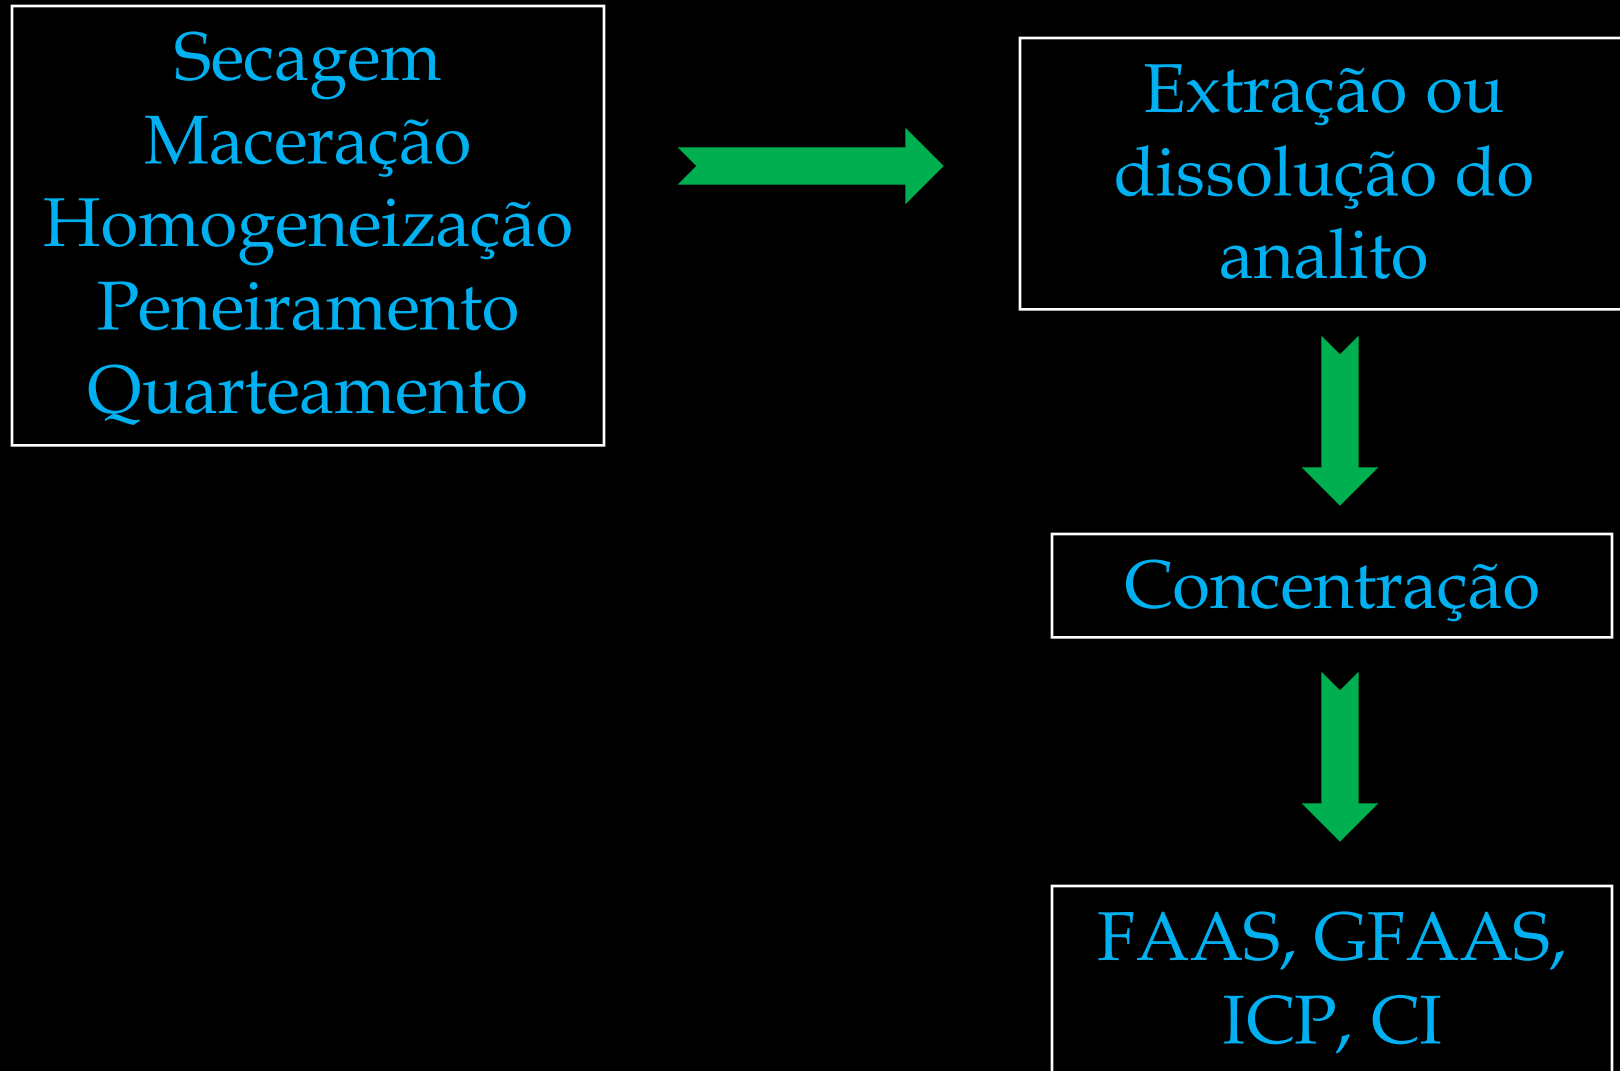 Secagem
Maceração
Homogeneização
Peneiramento
Quarteamento
Extração ou
dissolução do
analito
Concentração
FAAS, GFAAS,
ICP, CI